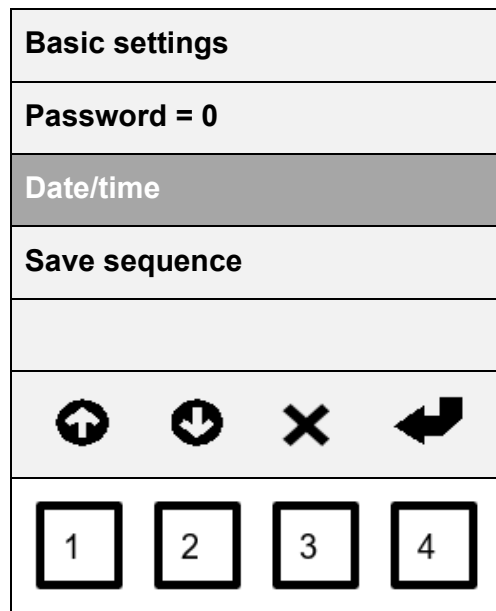 Basic settings
Password = 0
Date/time
Save sequence
1 2 3 4